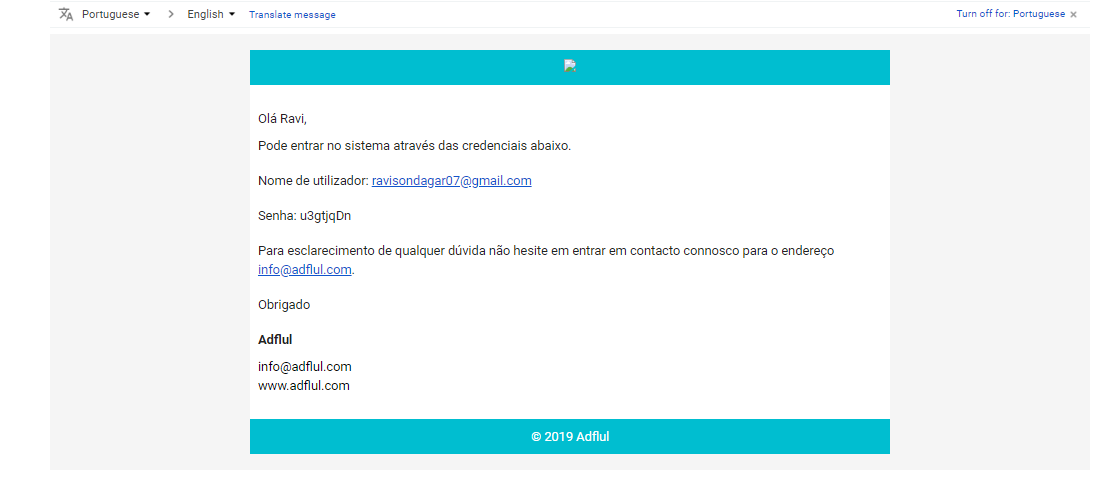 Portuguese > English Translate message Turn off for: Portuguese ×
Olá Ravi,
Pode entrar no sistema através das credenciais abaixo.
Nome de utilizador: ravisondagar07@gmail.com
Senha: u3gtjqDn
Para esclarecimento de qualquer dúvida não hesite em entrar em contacto connosco para o endereço
info@adflul.com.
Obrigado
Adflul
info@adflul.com
www.adflul.com
© 2019 Adflul